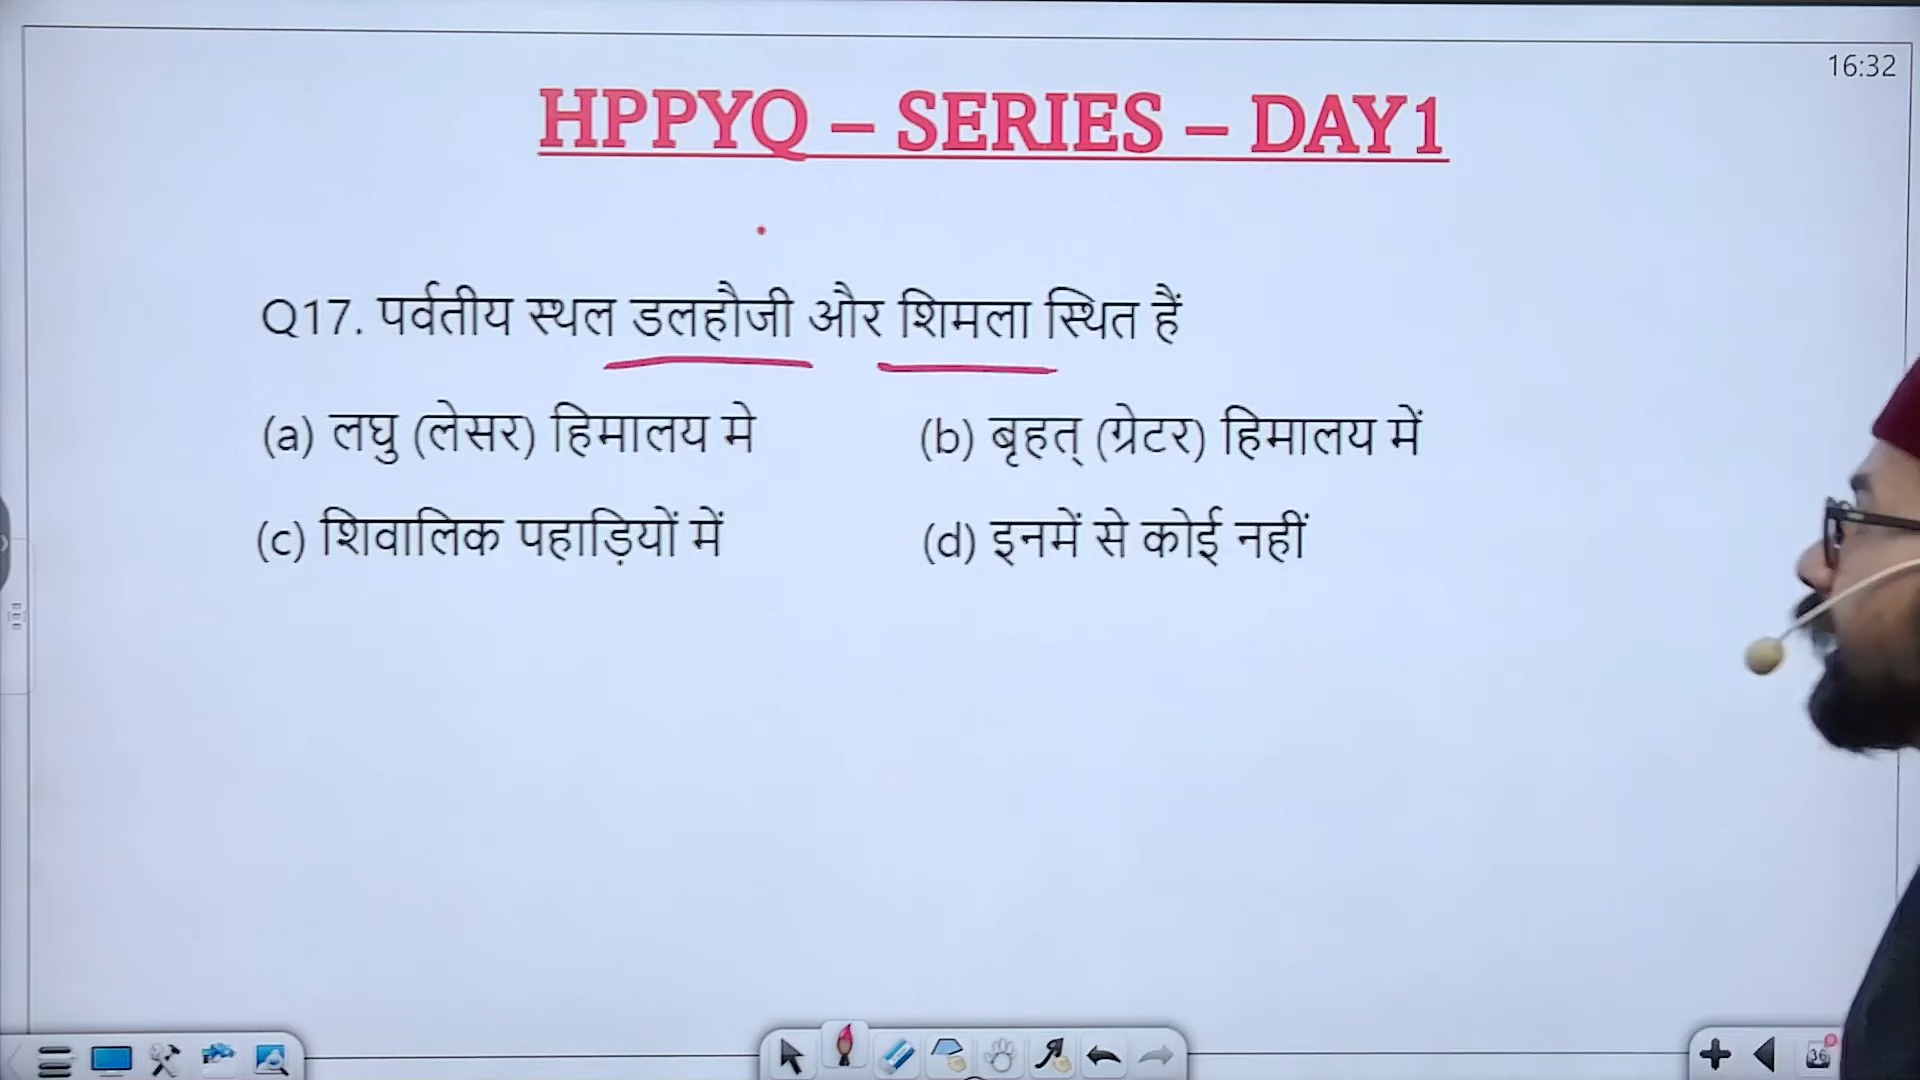 16:32
HPPYQ – SERIES – DAY1
Q17. पर्वतीय स्थल डलहौजी और शिमला स्थित हैं
(a) लघु (लेसर) हिमालय मे (b) बृहत् (ग्रेटर) हिमालय में
(c) शिवालिक पहाड़ियों में (d) इनमें से कोई नहीं
36